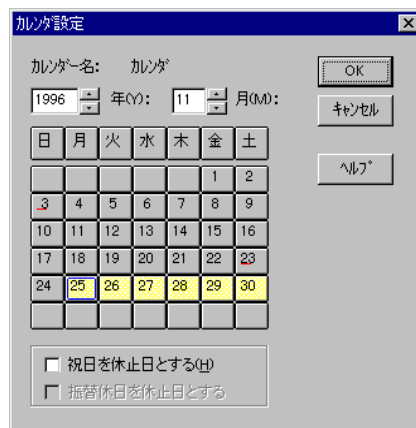 カレンダ設定
カレンダー名: カレンダ
OK
1996 年(Y): 11 月(M):
キャンセル
日 月 火 水 木 金 土
ヘルプ
1 2
3 4 5 6 7 8 9
10 11 12 13 14 15 16
17 18 19 20 21 22 23
24 25 26 27 28 29 30
祝日を休止日とする(H)
振替休日を休止日とする